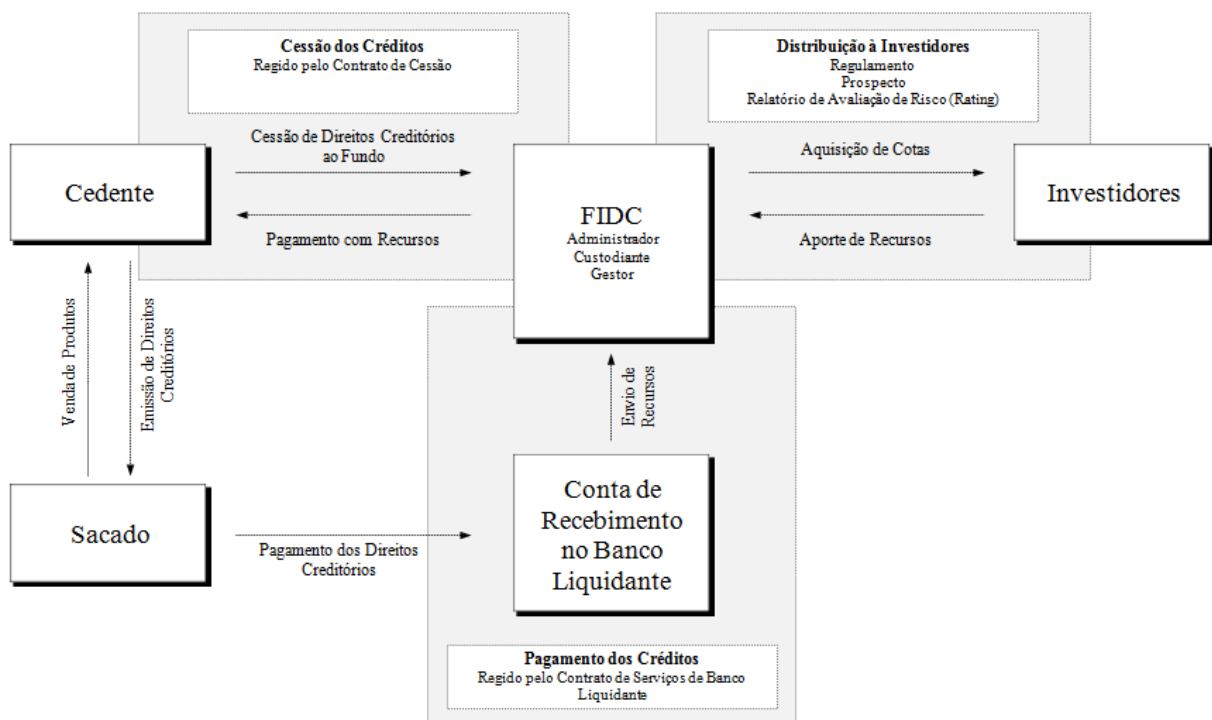 Cessão dos Créditos
Regido pelo Contrato de Cessão
Distribuição à Investidores
Regulamento
Prospecto
Relatório de Avaliação de Risco (Rating)
Cedente
Cessão de Direitos Creditórios
ao Fundo
Pagamento com Recursos
FIDC
Administrador
Custodiante
Gestor
Aquisição de Cotas
Aporte de Recursos
Investidores
Venda de Produtos
Emissão de Direitos
Creditórios
Envio de
Recursos
Sacado
Pagamento dos Direitos
Creditórios
Conta de
Recebimento
no Banco
Liquidante
Pagamento dos Créditos
Regido pelo Contrato de Serviços de Banco
Liquidante